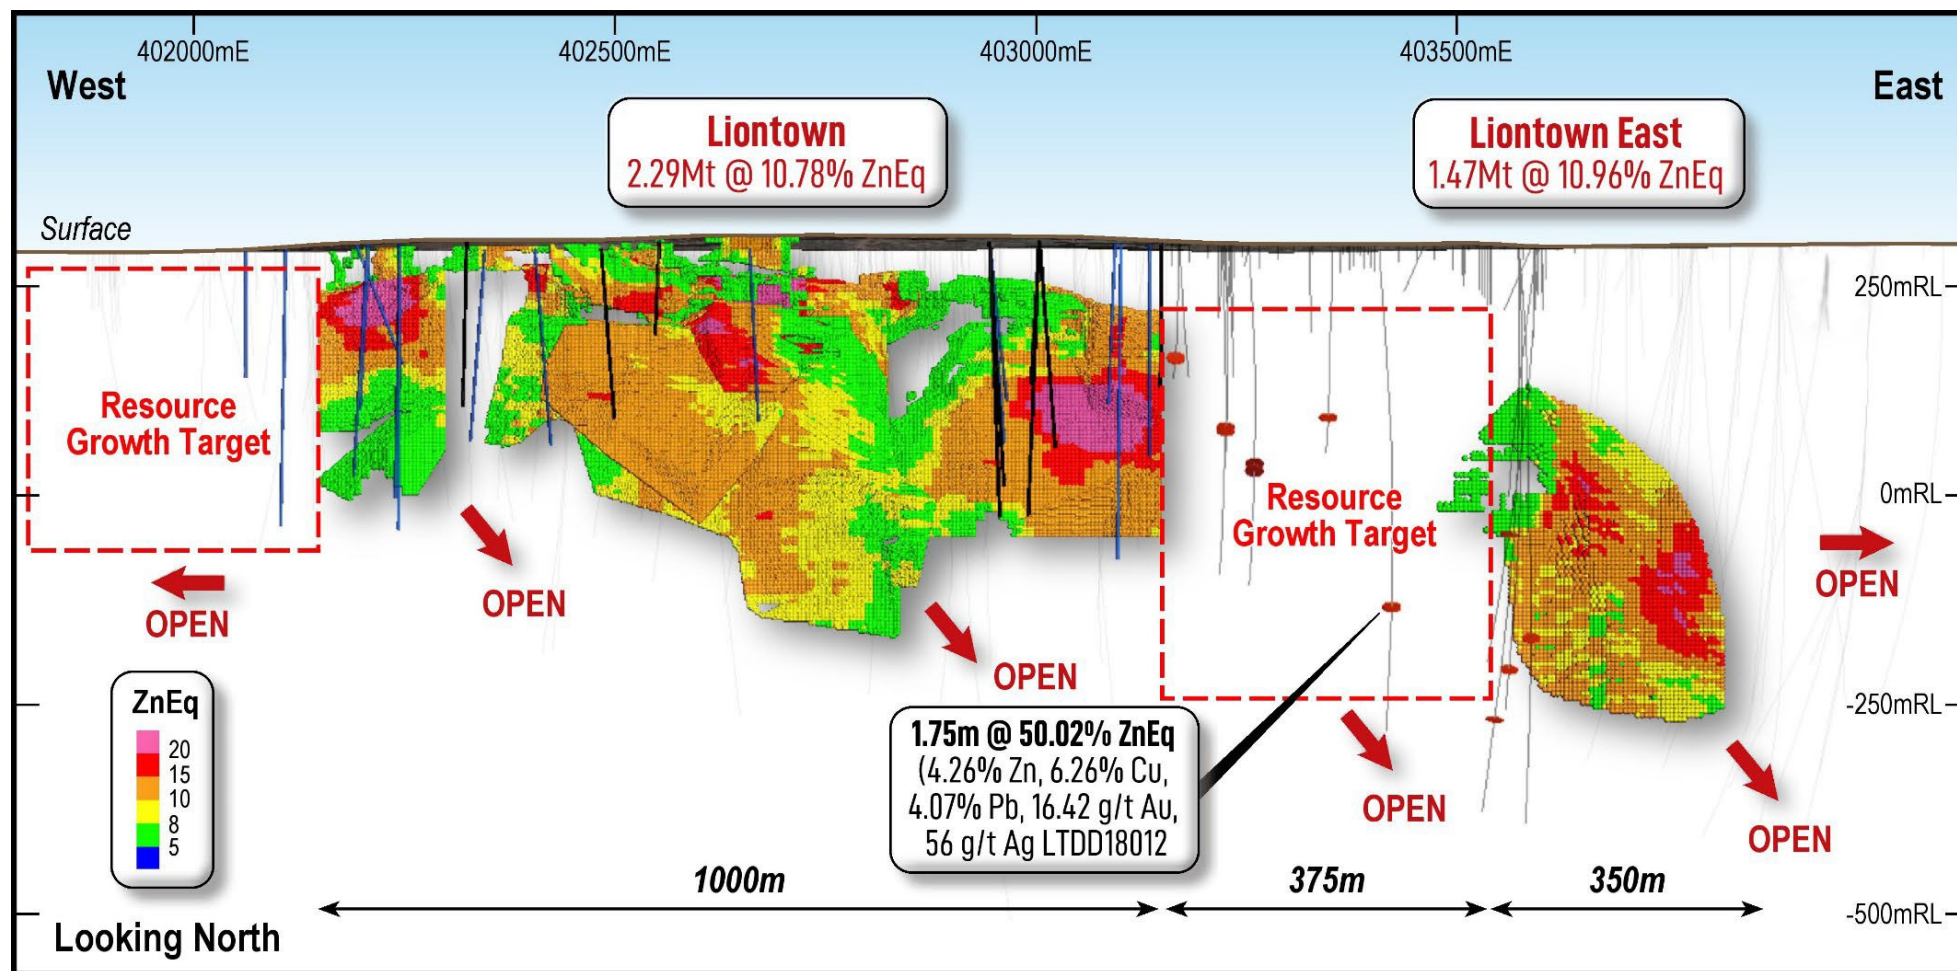 402000mE
402500mE
403000mE
403500mE
West
East
Liontown
2.29Mt @ 10.78% ZnEq
Liontown East
1.47Mt @ 10.96% ZnEq
Surface
250mRL
Resource
Growth Target
0mRL
Resource
Growth Target
OPEN
OPEN
OPEN
OPEN
ZnEq
20
15
10
8
5
-250mRL
1.75m @ 50.02% ZnEq
(4.26% Zn, 6.26% Cu,
4.07% Pb, 16.42 g/t Au,
56 g/t Ag LTDD18012
OPEN
OPEN
1000m
375m
350m
-500mRL
Looking North